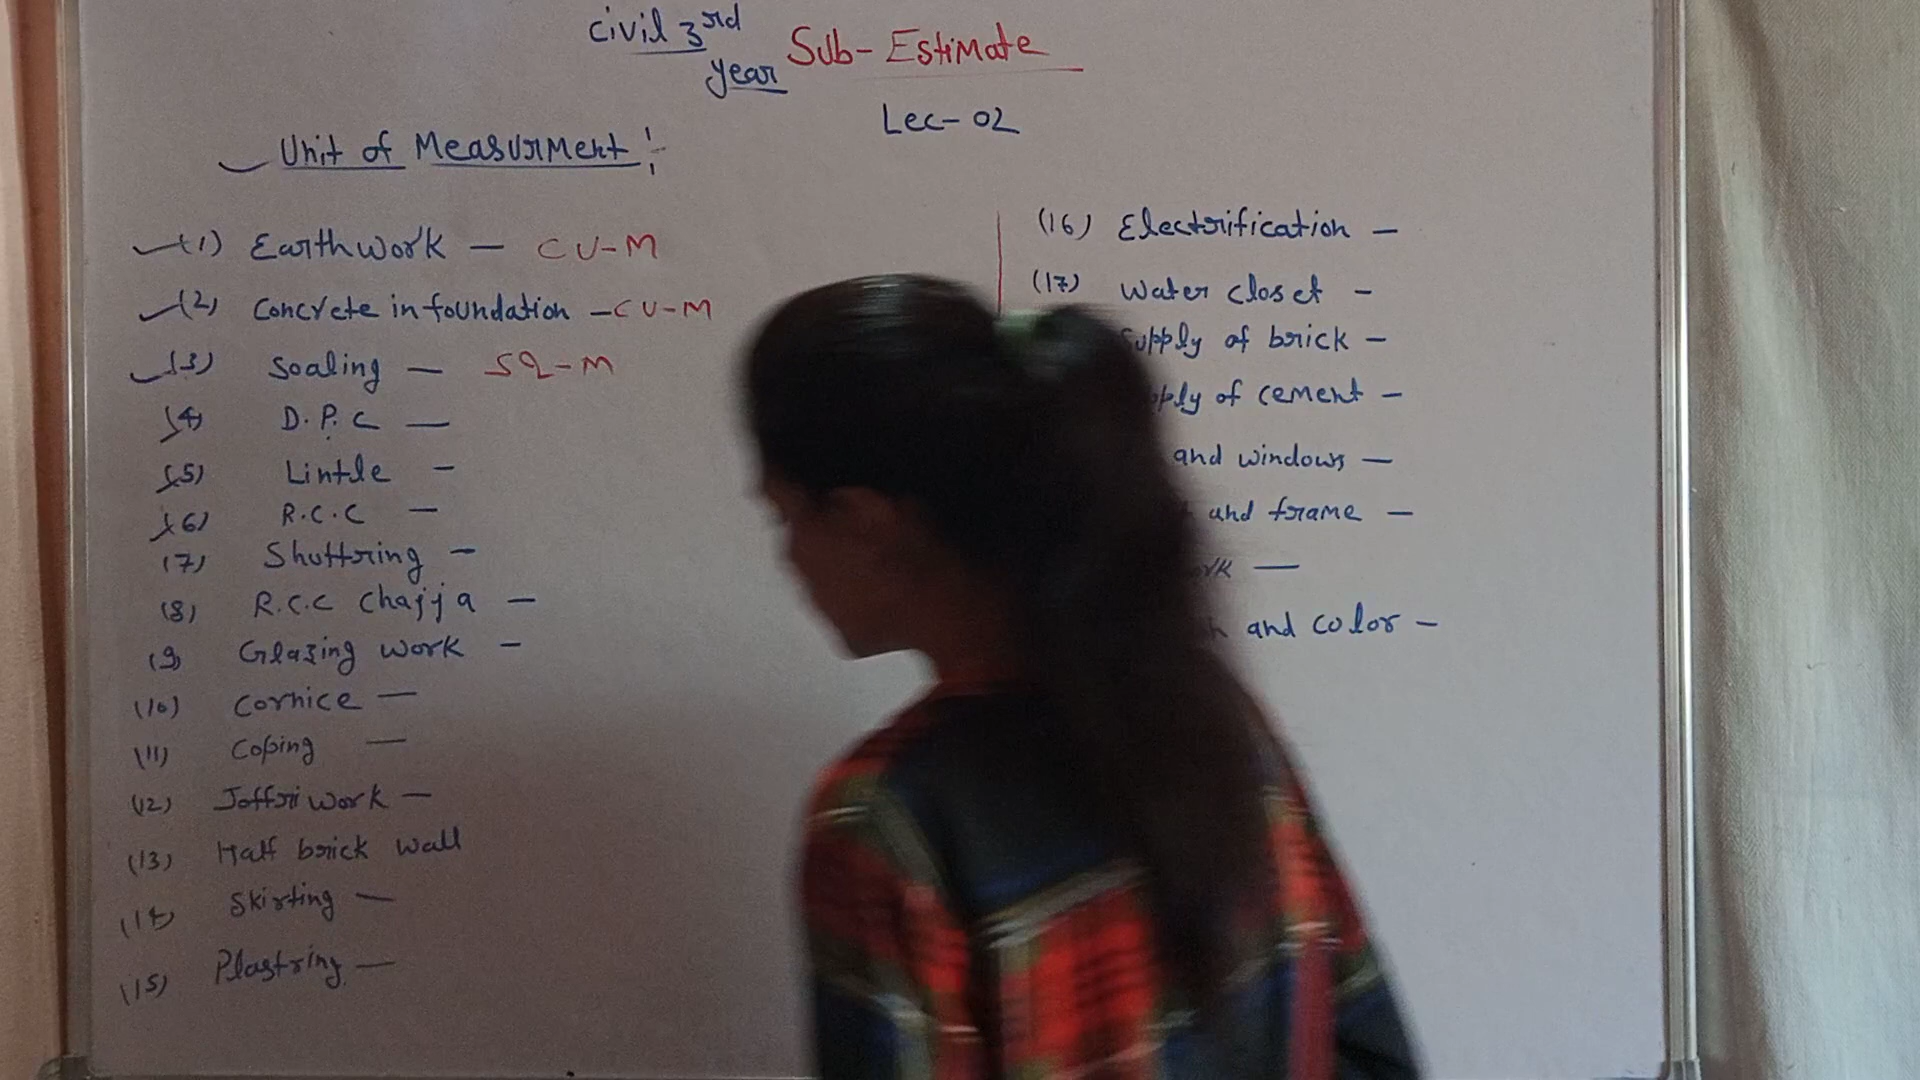 Civil 3rd year Sub- Estimate
Lec- 02
Unit of Measurment :
(1) Earthwork — CU-M
(2) Concrete in foundation — CU-M
(3) Soaling — SQ-M
(4) D.P.C —
(5) Lintle —
(6) R.C.C —
(7) Shuttring —
(8) R.C.C Chajja —
(9) Glazing work —
(10) Cornice —
(11) Coping —
(12) Joffri work —
(13) Half brick wall
(14) Skirting —
(15) Plastring —
(16) Electrification —
(17) Water closet —
Supply of brick —
of cement —
and windows —
and frame —
and color —